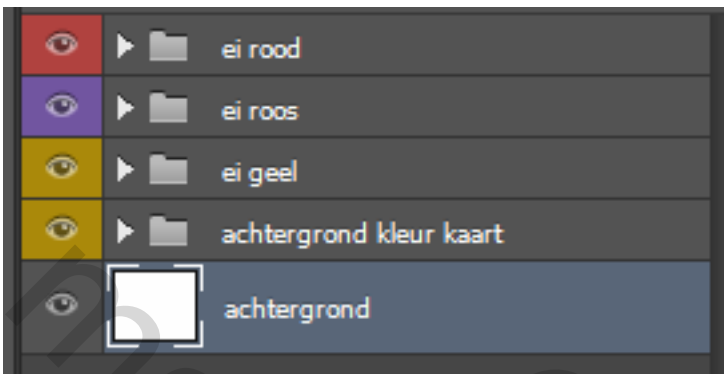 ei rood
ei roos
ei geel
achtergrond kleur kaart
achtergrond